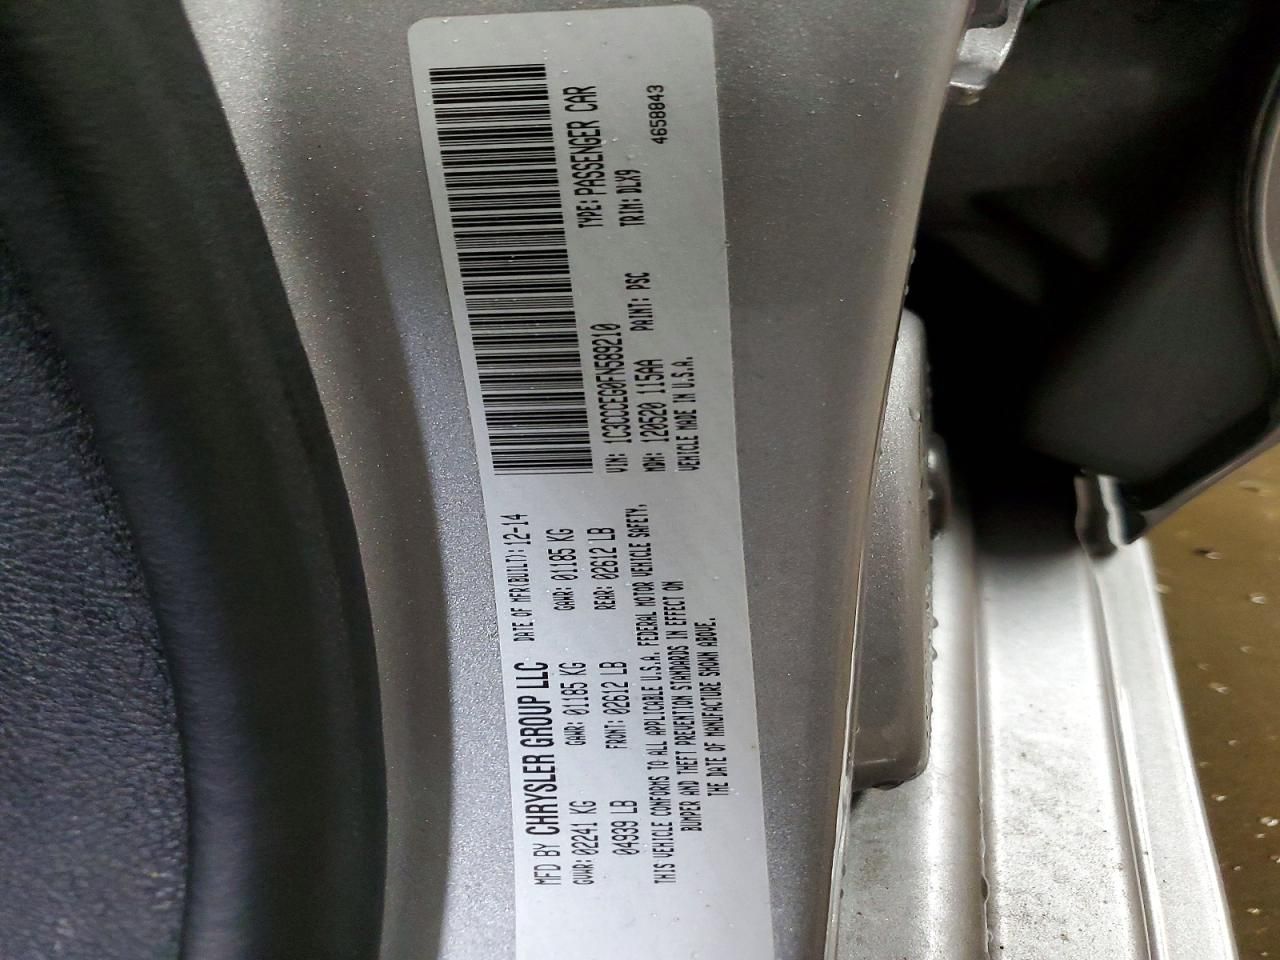 MFD BY CHRYSLER GROUP LLC DATE OF MFR(BUILT): 12-14
GVWR: 02241 KG GAWR: 01185 KG GAWR: 01185 KG
04939 LB FRONT: 02612 LB REAR: 02612 LB
THIS VEHICLE CONFORMS TO ALL APPLICABLE U.S.A. FEDERAL MOTOR VEHICLE SAFETY,
BUMPER AND THEFT PREVENTION STANDARDS IN EFFECT ON
THE DATE OF MANUFACTURE SHOWN ABOVE.
VIN: 1C3CCCEG0FN589210 TYPE: PASSENGER CAR
MDH: 120520 115AA PAINT: PSC TRIM: DLX9
VEHICLE MADE IN U.S.A.
4658843